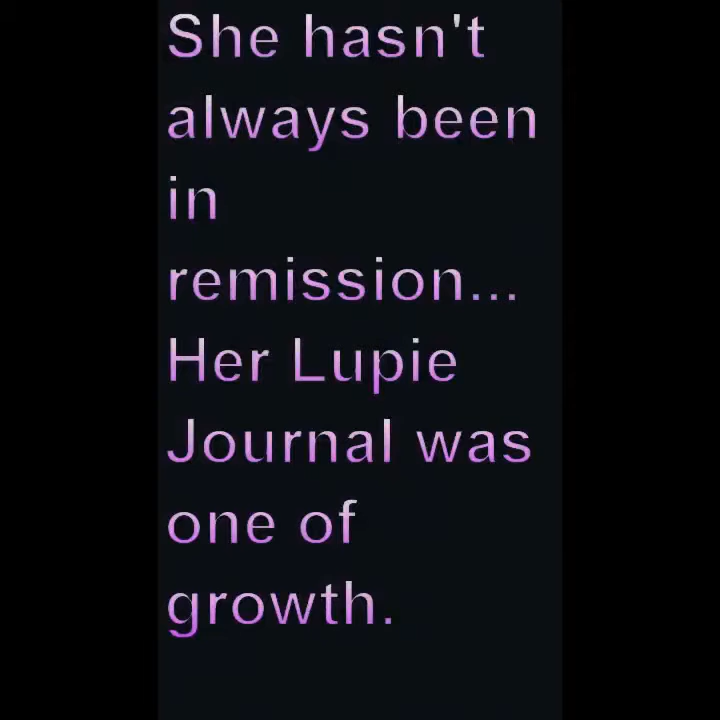 She hasn't
always been
in
remission...
Her Lupie
Journal was
one of
growth.